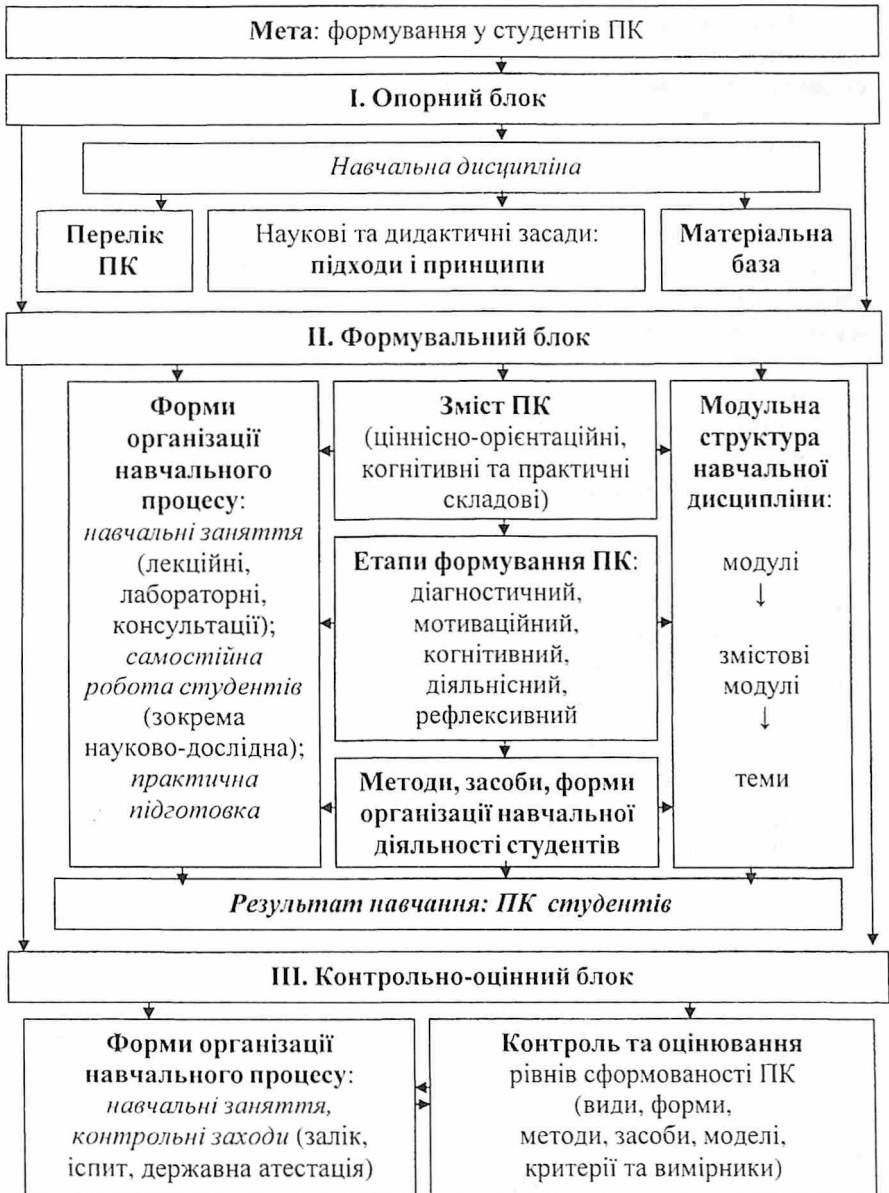 Мета: формування у студентів ПК
І. Опорний блок
Навчальна дисципліна
Перелік
ПК
Наукові та дидактичні засади:
підходи і принципи
Матеріальна
база
ІІ. Формувальний блок
Форми
організації
навчального
процесу:
навчальні заняття
(лекційні,
лабораторні,
консультації);
самостійна
робота студентів
(зокрема
науково-дослідна);
практична
підготовка
Зміст ПК
(ціннісно-орієнтаційні,
когнітивні та практичні
складові)
Етапи формування ПК:
діагностичний,
мотиваційний,
когнітивний,
діяльнісний,
рефлексивний
Методи, засоби, форми
організації навчальної
діяльності студентів
Модульна
структура
навчальної
дисципліни:
модулі
↓
змістові
модулі
↓
теми
Результат навчання: ПК студентів
ІІІ. Контрольно-оцінний блок
Форми організації
навчального процесу:
навчальні заняття,
контрольні заходи (залік,
іспит, державна атестація)
Контроль та оцінювання
рівнів сформованості ПК
(види, форми,
методи, засоби, моделі,
критерії та вимірники)